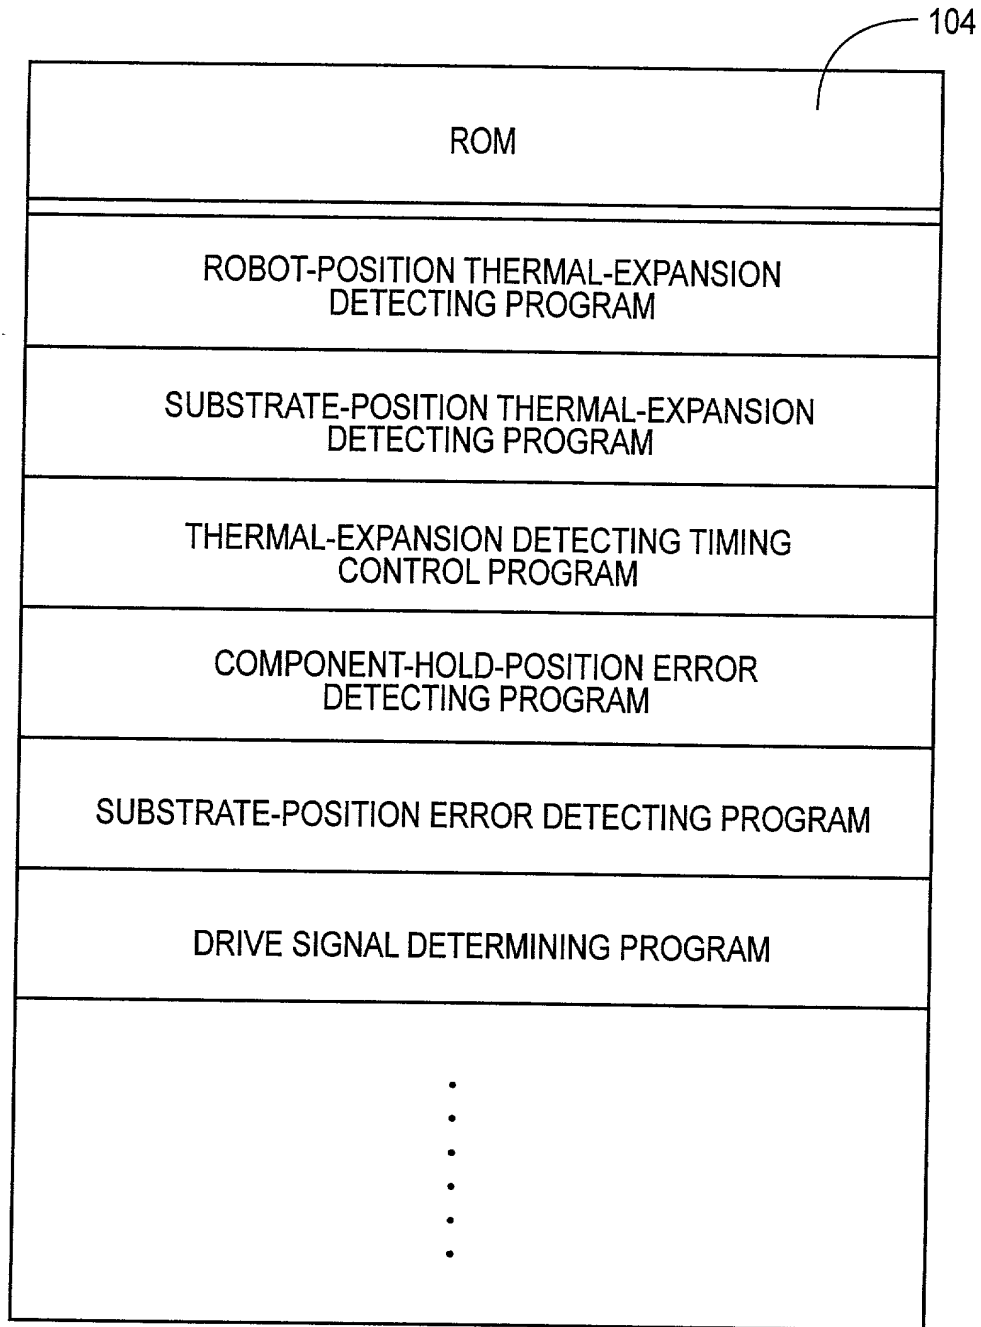 104
ROM
ROBOT-POSITION THERMAL-EXPANSION
DETECTING PROGRAM
SUBSTRATE-POSITION THERMAL-EXPANSION
DETECTING PROGRAM
THERMAL-EXPANSION DETECTING TIMING
CONTROL PROGRAM
COMPONENT-HOLD-POSITION ERROR
DETECTING PROGRAM
SUBSTRATE-POSITION ERROR DETECTING PROGRAM
DRIVE SIGNAL DETERMINING PROGRAM